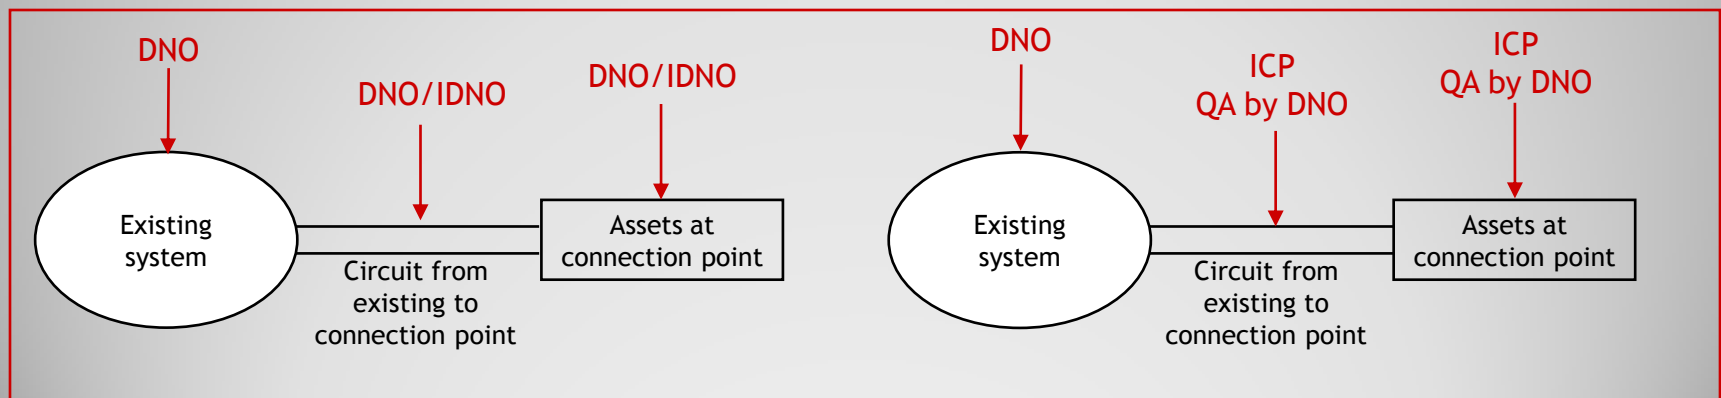 DNO
DNO/IDNO
DNO/IDNO
Existing
system
Circuit from
existing to
connection point
Assets at
connection point
DNO
ICP
QA by DNO
ICP
QA by DNO
Existing
system
Circuit from
existing to
connection point
Assets at
connection point